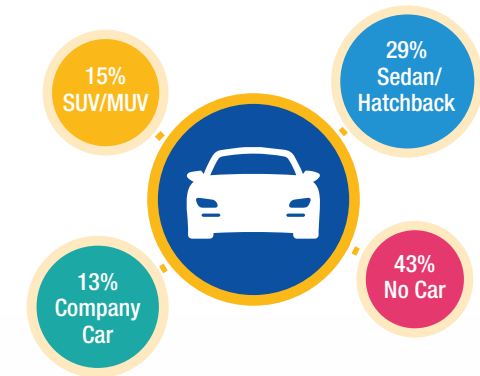 15%
SUV/MUV
29%
Sedan/
Hatchback
13%
Company
Car
43%
No Car